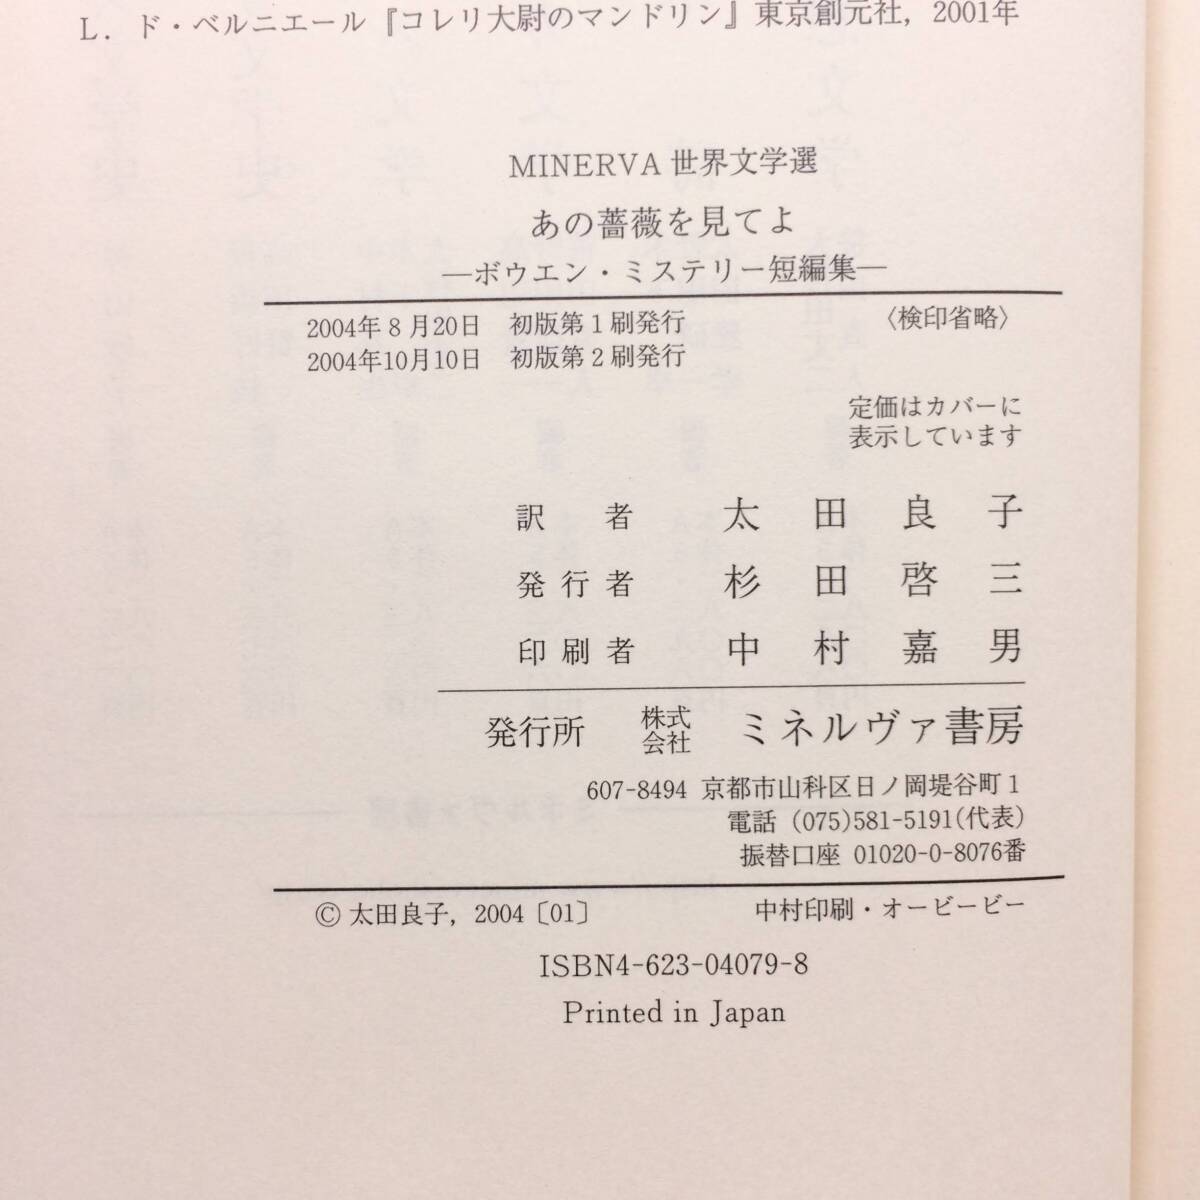 L．ド・ベルニエール『コレリ大尉のマンドリン』東京創元社，2001年
MINERVA 世界文学選
あの薔薇を見てよ
―ボウエン・ミステリー短編集―
2004年8月20日　初版第1刷発行　〈検印省略〉
2004年10月10日　初版第2刷発行
定価はカバーに
表示しています
訳者　太田良子
発行者　杉田啓三
印刷者　中村嘉男
発行所　株式会社　ミネルヴァ書房
607-8494 京都市山科区日ノ岡堤谷町1
電話 (075)581-5191(代表)
振替口座 01020-0-8076番
© 太田良子, 2004〔01〕　中村印刷・オービービー
ISBN4-623-04079-8
Printed in Japan